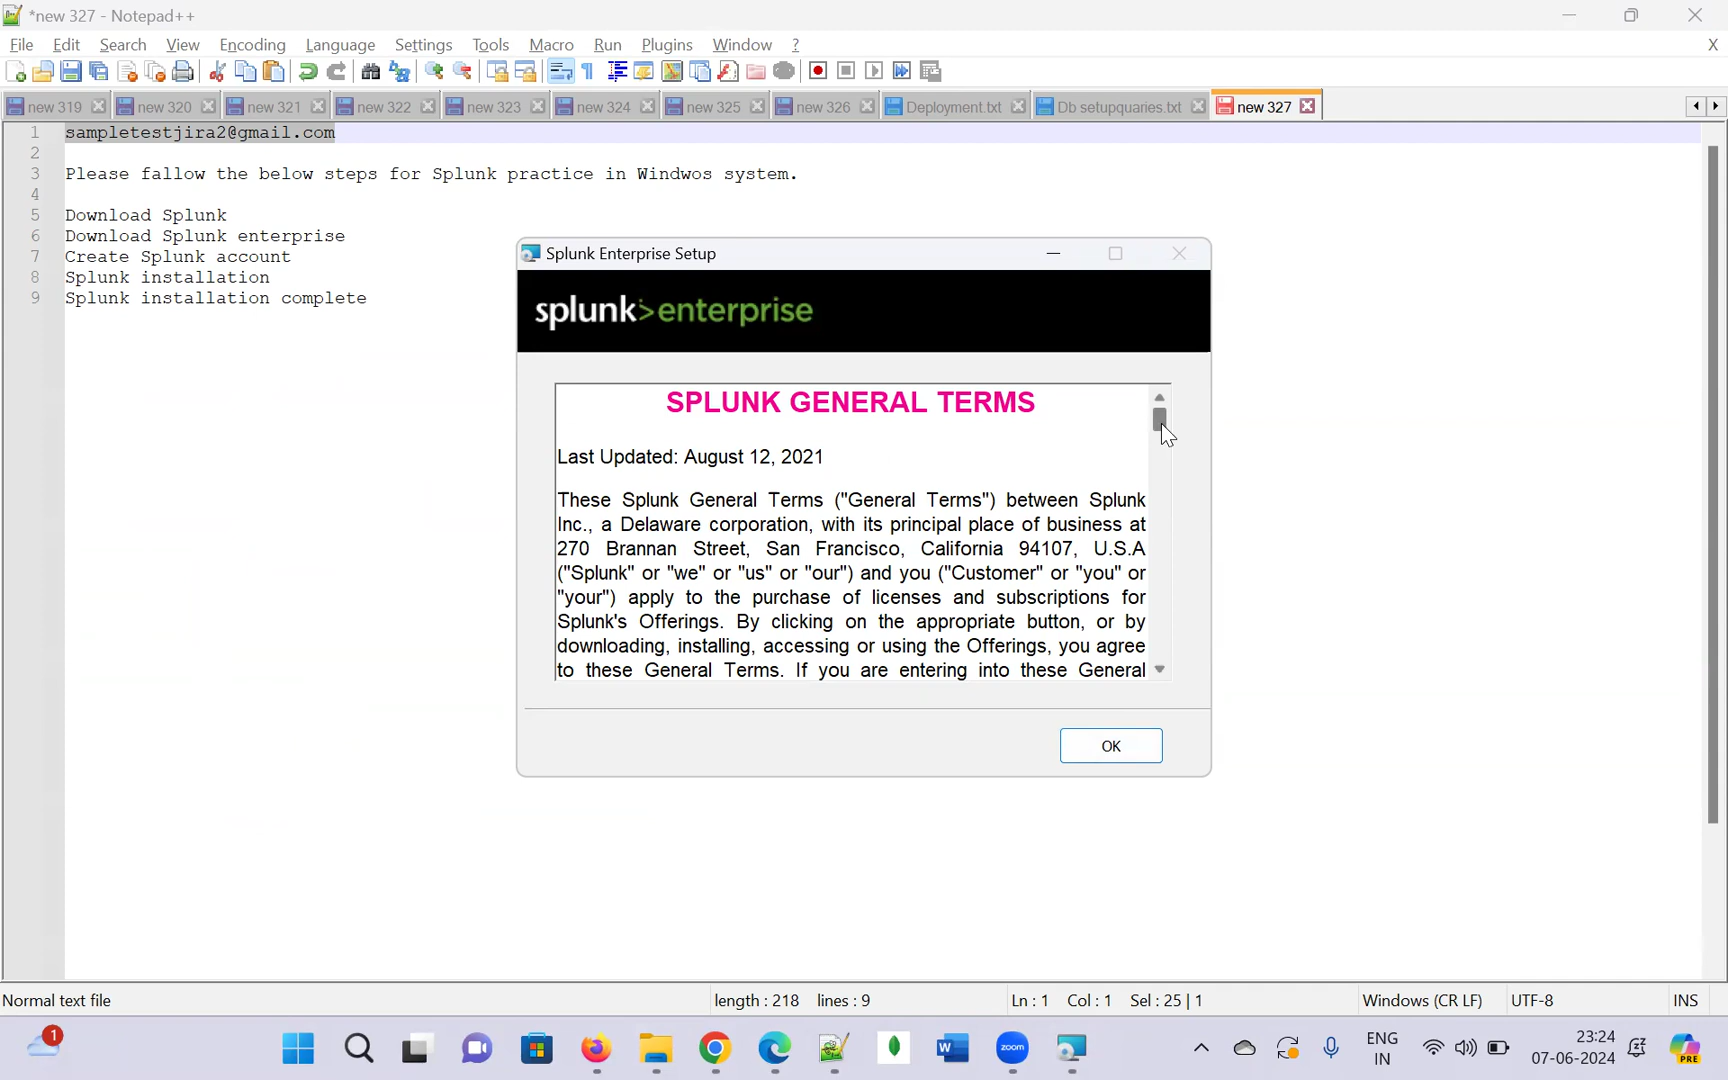 *new 327 - Notepad++
File Edit Search View Encoding Language Settings Tools Macro Run Plugins Window ? X
new 319 new 320 new 321 new 322 new 323 new 324 new 325 new 326 Deployment.txt Db setupquaries.txt new 327
1 sampletestjira2@gmail.com
2
3 Please fallow the below steps for Splunk practice in Windwos system.
4
5 Download Splunk
6 Download Splunk enterprise
7 Create Splunk account
8 Splunk installation
9 Splunk installation complete
Splunk Enterprise Setup
splunk>enterprise
SPLUNK GENERAL TERMS
Last Updated: August 12, 2021
These Splunk General Terms ("General Terms") between Splunk
Inc., a Delaware corporation, with its principal place of business at
270 Brannan Street, San Francisco, California 94107, U.S.A
("Splunk" or "we" or "us" or "our") and you ("Customer" or "you" or
"your") apply to the purchase of licenses and subscriptions for
Splunk's Offerings. By clicking on the appropriate button, or by
downloading, installing, accessing or using the Offerings, you agree
to these General Terms. If you are entering into these General
OK
Normal text file length : 218 lines : 9 Ln : 1 Col : 1 Sel : 25 | 1 Windows (CR LF) UTF-8 INS
1
W
zoom
ENG
IN
23:24
07-06-2024
PRE